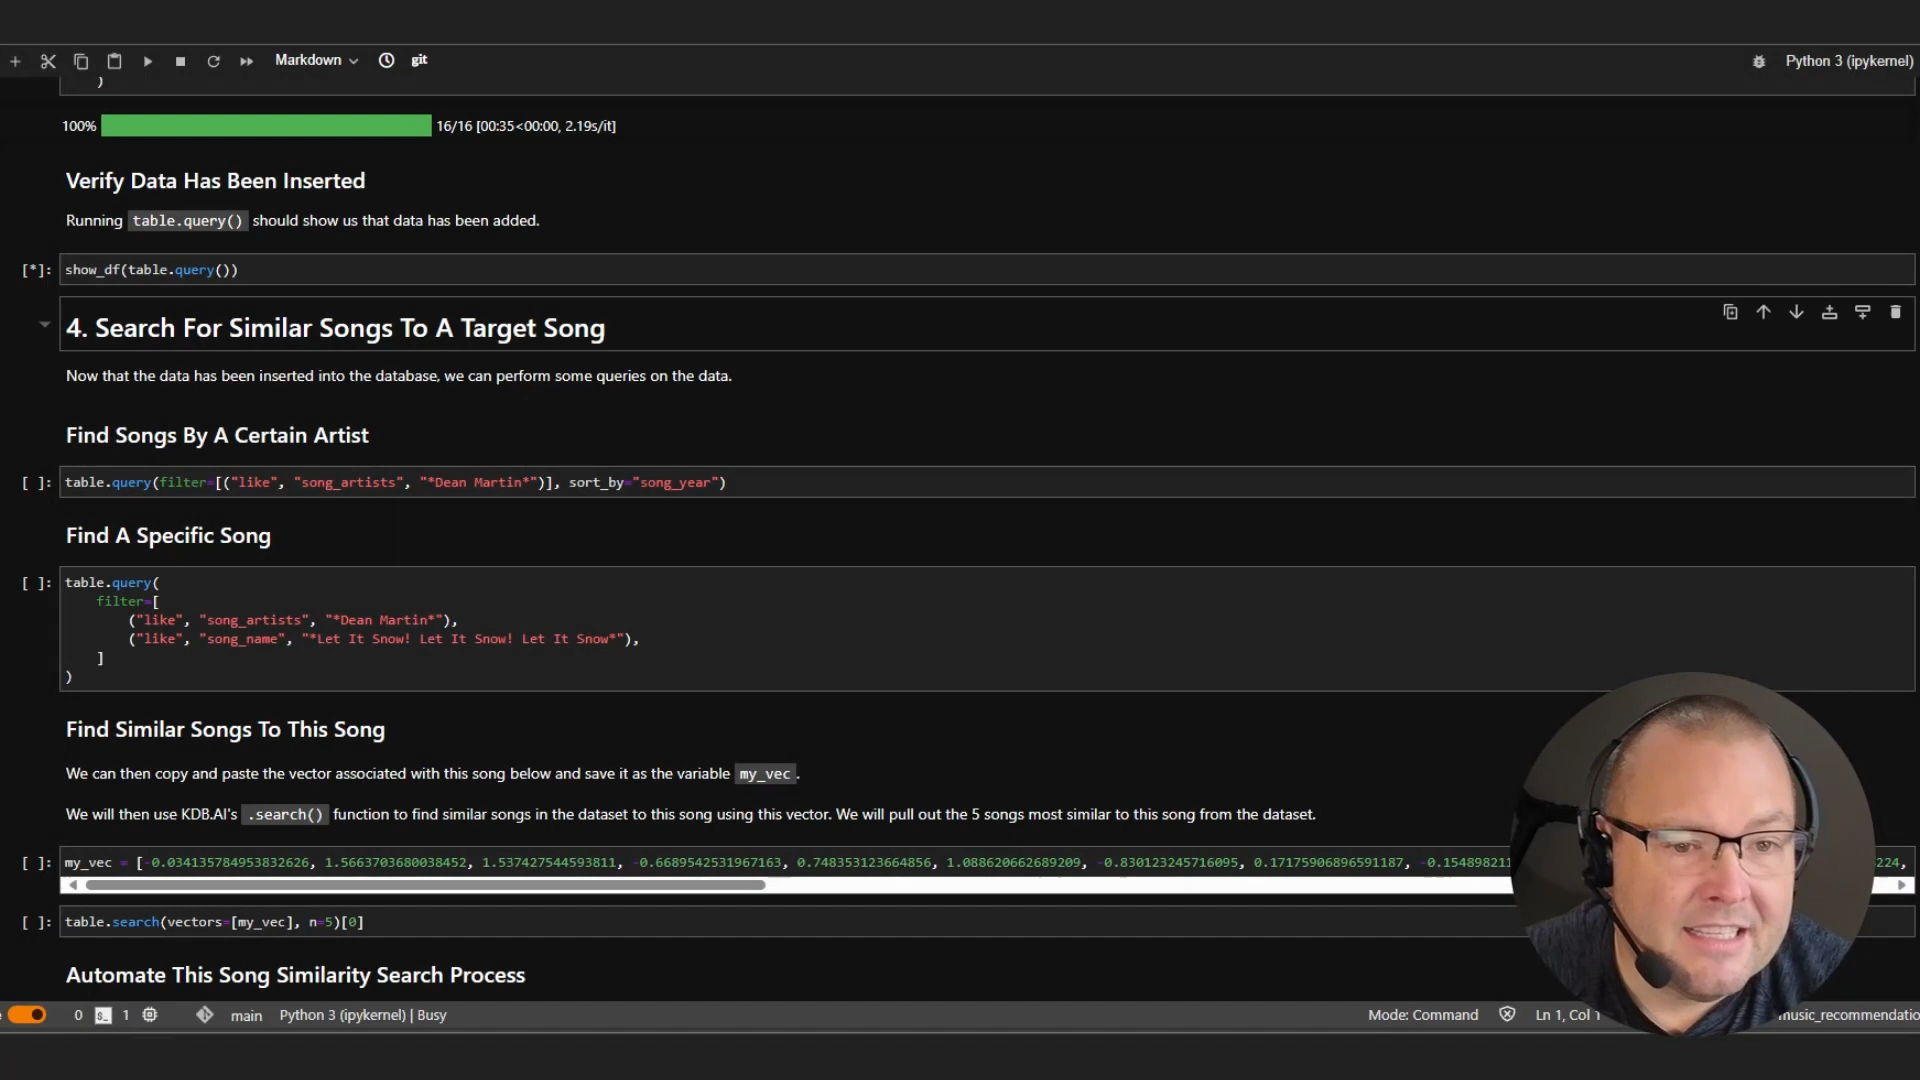 Markdown
git
Python 3 (ipykernel)
)
100% 16/16 [00:35<00:00, 2.19s/it]
Verify Data Has Been Inserted
Running table.query() should show us that data has been added.
[*]: show_df(table.query())
4. Search For Similar Songs To A Target Song
Now that the data has been inserted into the database, we can perform some queries on the data.
Find Songs By A Certain Artist
[ ]: table.query(filter=[("like", "song_artists", "*Dean Martin*")], sort_by="song_year")
Find A Specific Song
[ ]: table.query(
filter=[
("like", "song_artists", "*Dean Martin*"),
("like", "song_name", "*Let It Snow! Let It Snow! Let It Snow*"),
]
)
Find Similar Songs To This Song
We can then copy and paste the vector associated with this song below and save it as the variable my_vec.
We will then use KDB.AI's .search() function to find similar songs in the dataset to this song using this vector. We will pull out the 5 songs most similar to this song from the dataset.
[ ]: my_vec = [-0.034135784953832626, 1.5663703680038452, 1.537427544593811, -0.6689542531967163, 0.748353123664856, 1.088620662689209, -0.830123245716095, 0.17175906896591187, -0.154898211 224,
[ ]: table.search(vectors=[my_vec], n=5)[0]
Automate This Song Similarity Search Process
0 1 main Python 3 (ipykernel) | Busy Mode: Command Ln 1, Col 1 music_recommendatio